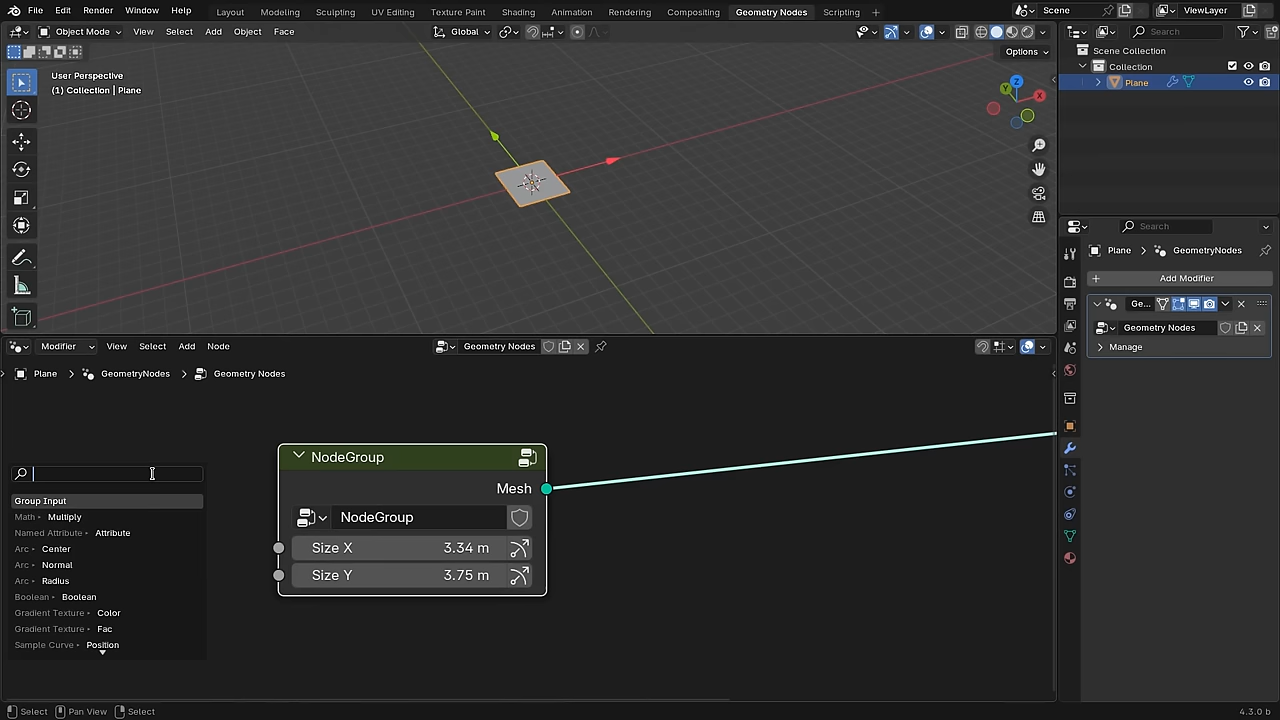 File Edit Render Window Help Layout Modeling Sculpting UV Editing Texture Paint Shading Animation Rendering Compositing Geometry Nodes Scripting Scene ViewLayer
Object Mode View Select Add Object Face Global Search
Options
User Perspective
(1) Collection | Plane
Z
Y
X
Scene Collection
Collection
Plane
Search
Plane GeometryNodes
Add Modifier
Ge...
Geometry Nodes
Manage
Modifier View Select Add Node Geometry Nodes
Plane GeometryNodes Geometry Nodes
Group Input
Math Multiply
Named Attribute Attribute
Arc Center
Arc Normal
Arc Radius
Boolean Boolean
Gradient Texture Color
Gradient Texture Fac
Sample Curve Position
NodeGroup
Mesh
NodeGroup
Size X 3.34 m
Size Y 3.75 m
Select Pan View Select 4.3.0 b